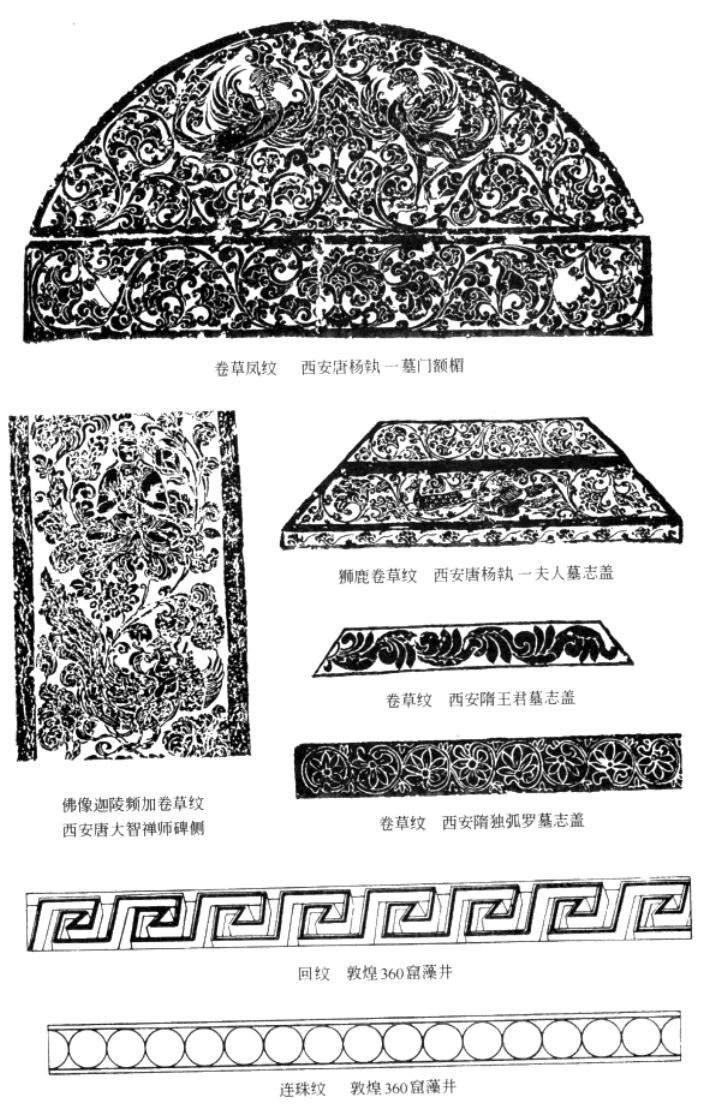 卷草凤纹 西安唐杨執一墓门额楣
狮鹿卷草纹 西安唐杨執一夫人墓志盖
卷草纹 西安隋王君墓志盖
佛像迦陵频加卷草纹
西安唐大智禅师碑侧
卷草纹 西安隋独弧罗墓志盖
回纹 敦煌360窟藻井
连珠纹 敦煌360窟藻井